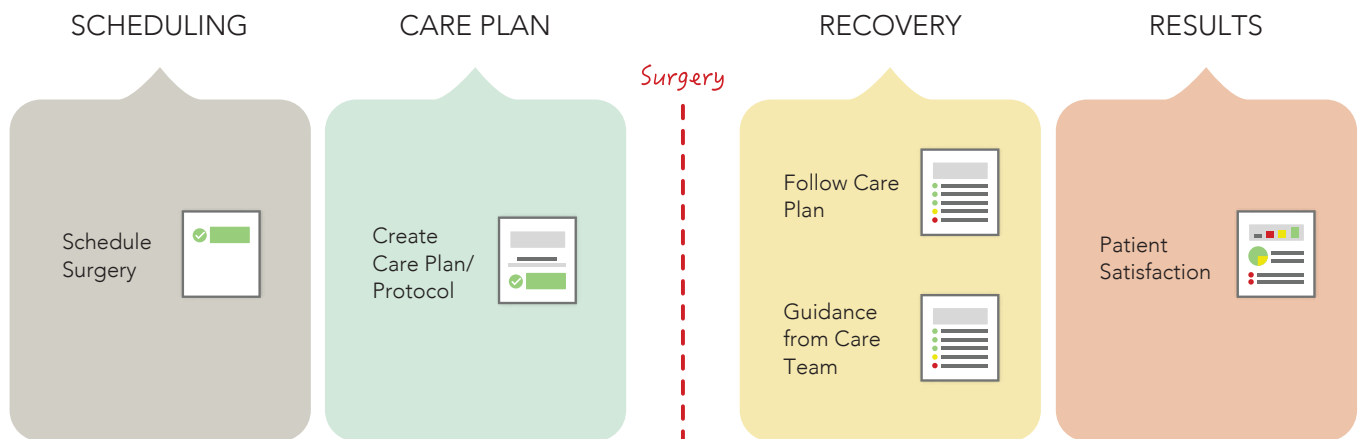 SCHEDULING
CARE PLAN
Surgery
RECOVERY
RESULTS
Schedule
Surgery
Create
Care Plan/
Protocol
Follow Care
Plan
Guidance
from Care
Team
Patient
Satisfaction